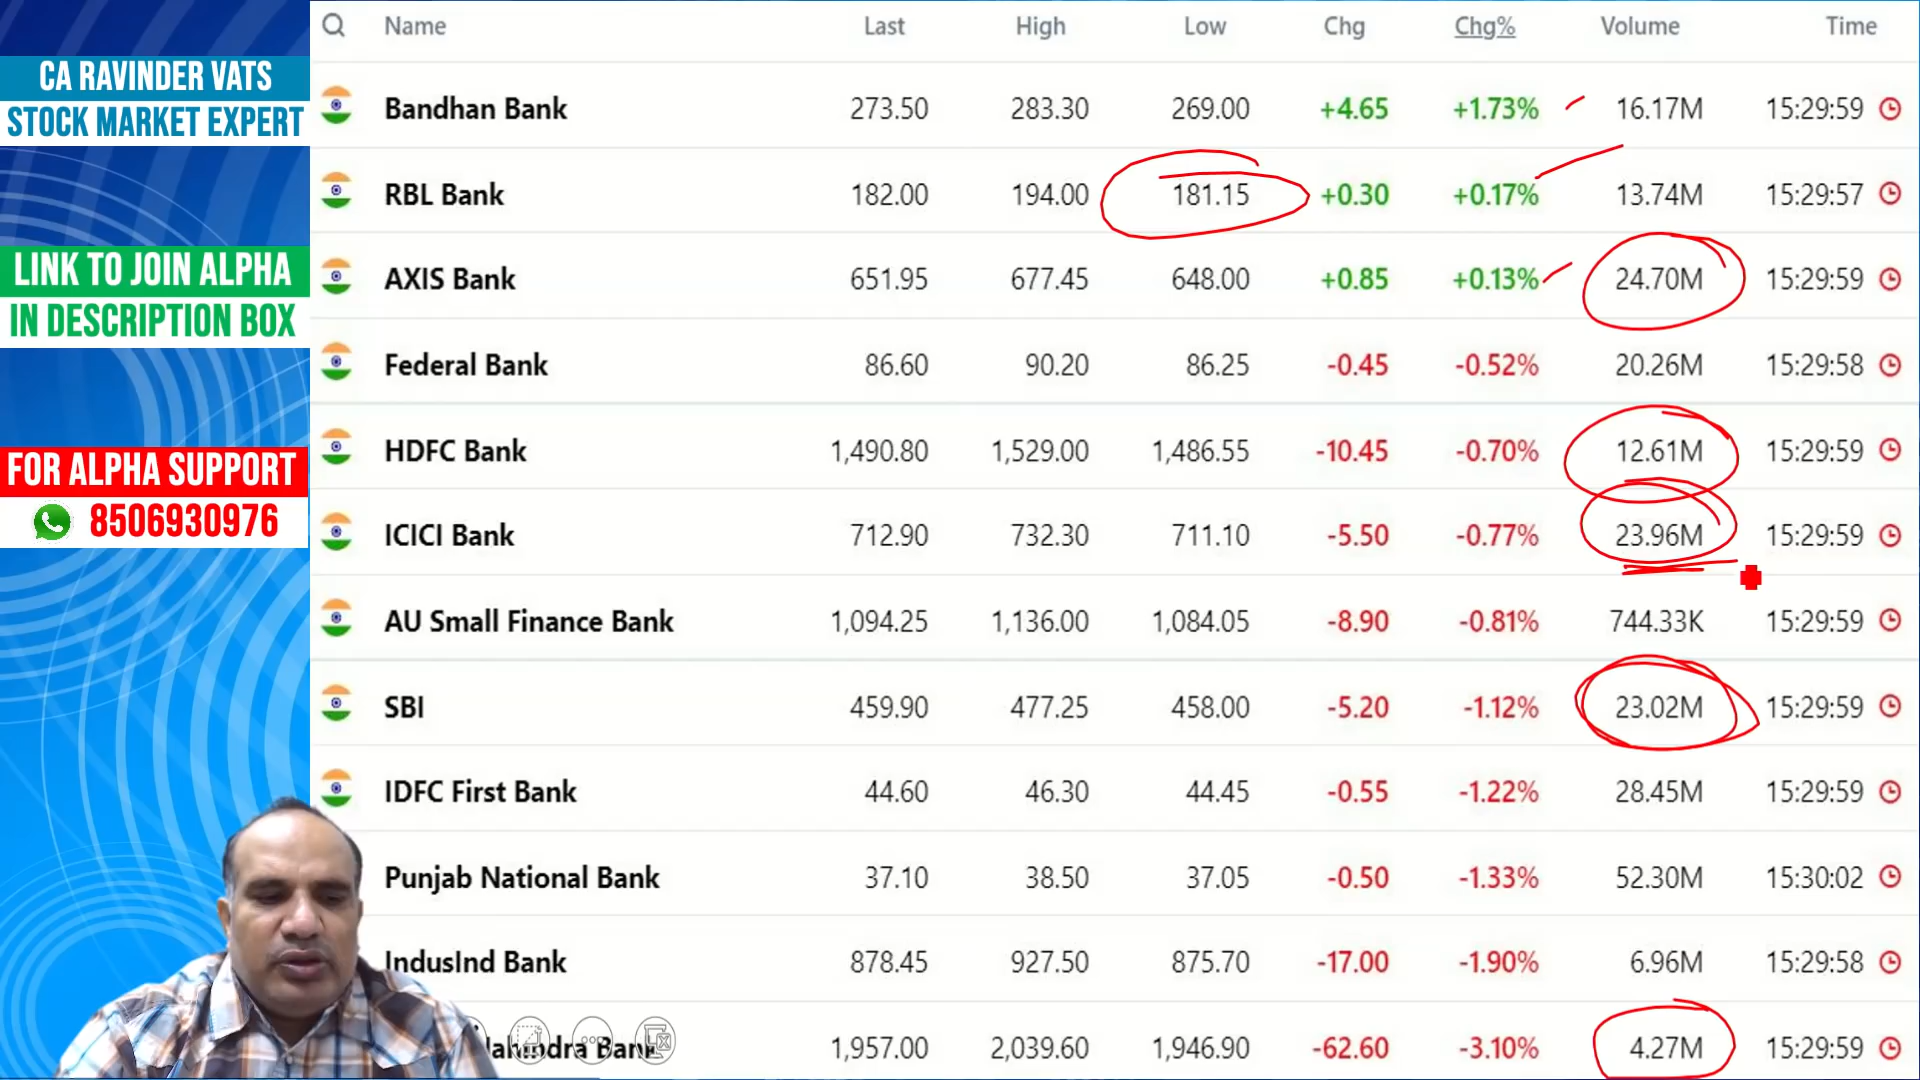 CA RAVINDER VATS
STOCK MARKET EXPERT
LINK TO JOIN ALPHA
IN DESCRIPTION BOX
FOR ALPHA SUPPORT
8506930976
Name Last High Low Chg Chg% Volume Time
Bandhan Bank 273.50 283.30 269.00 +4.65 +1.73% 16.17M 15:29:59
RBL Bank 182.00 194.00 181.15 +0.30 +0.17% 13.74M 15:29:57
AXIS Bank 651.95 677.45 648.00 +0.85 +0.13% 24.70M 15:29:59
Federal Bank 86.60 90.20 86.25 -0.45 -0.52% 20.26M 15:29:58
HDFC Bank 1,490.80 1,529.00 1,486.55 -10.45 -0.70% 12.61M 15:29:59
ICICI Bank 712.90 732.30 711.10 -5.50 -0.77% 23.96M 15:29:59
AU Small Finance Bank 1,094.25 1,136.00 1,084.05 -8.90 -0.81% 744.33K 15:29:59
SBI 459.90 477.25 458.00 -5.20 -1.12% 23.02M 15:29:59
IDFC First Bank 44.60 46.30 44.45 -0.55 -1.22% 28.45M 15:29:59
Punjab National Bank 37.10 38.50 37.05 -0.50 -1.33% 52.30M 15:30:02
IndusInd Bank 878.45 927.50 875.70 -17.00 -1.90% 6.96M 15:29:58
Bank 1,957.00 2,039.60 1,946.90 -62.60 -3.10% 4.27M 15:29:59